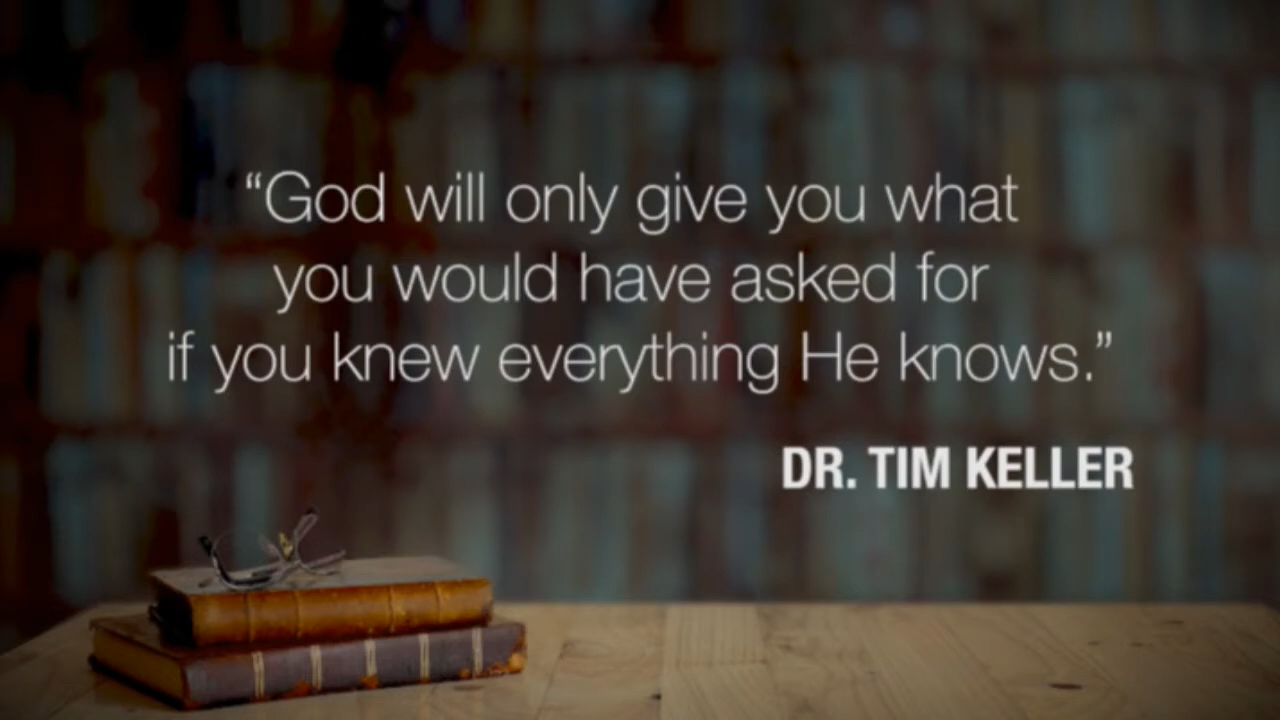 “God will only give you what
you would have asked for
if you knew everything He knows.”
DR. TIM KELLER